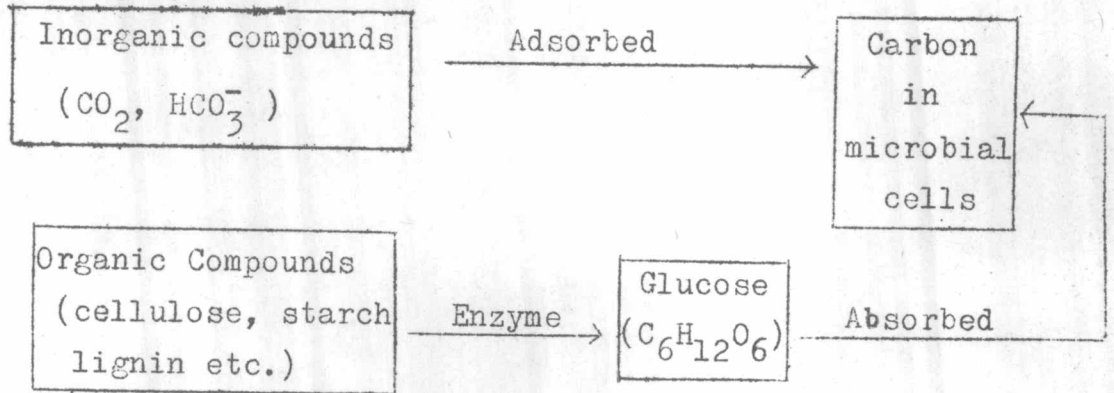 Inorganic compounds
(CO₂, HCO₃⁻ )
Adsorbed
Carbon
in
microbial
cells
Organic Compounds
(cellulose, starch
lignin etc.)
Enzyme
Glucose
(C₆H₁₂O₆)
Absorbed